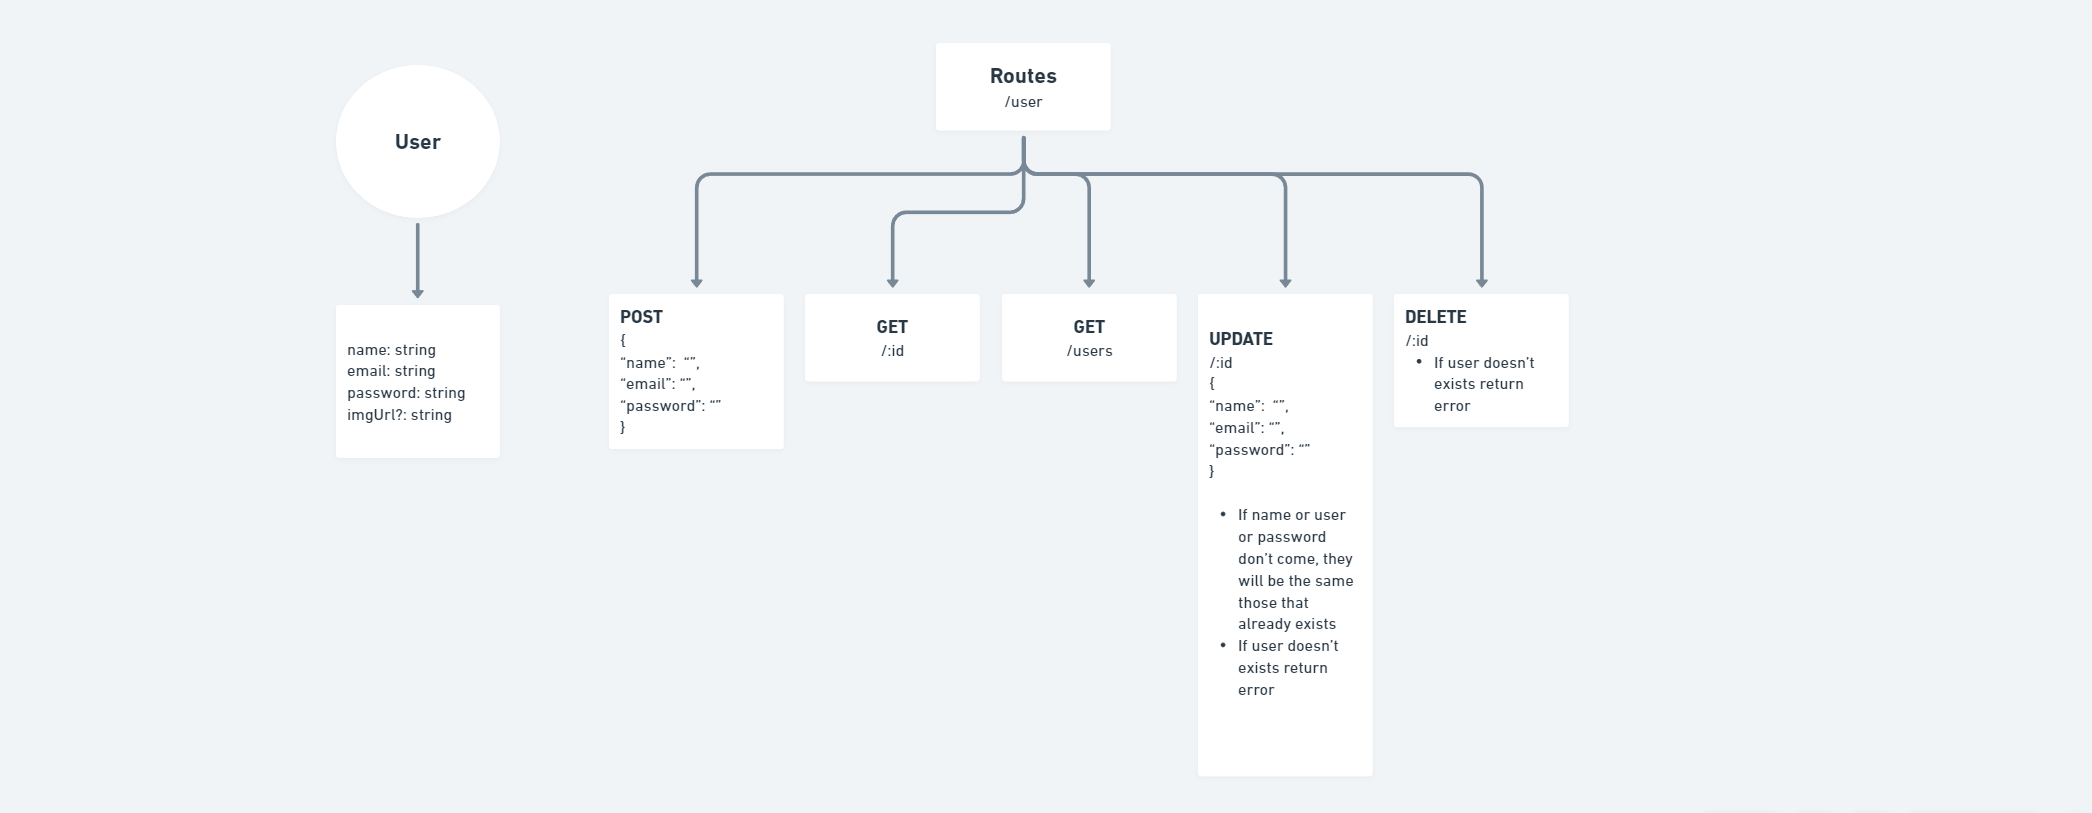 User
name: string
email: string
password: string
imgUrl?: string
Routes
/user
POST
{
“name”:  “”,
“email”: “”,
“password”: “”
}
GET
/:id
GET
/users
UPDATE
/:id
{
“name”:  “”,
“email”: “”,
“password”: “”
}
• If name or user
or password
don’t come, they
will be the same
those that
already exists
• If user doesn’t
exists return
error
DELETE
/:id
• If user doesn’t
exists return
error